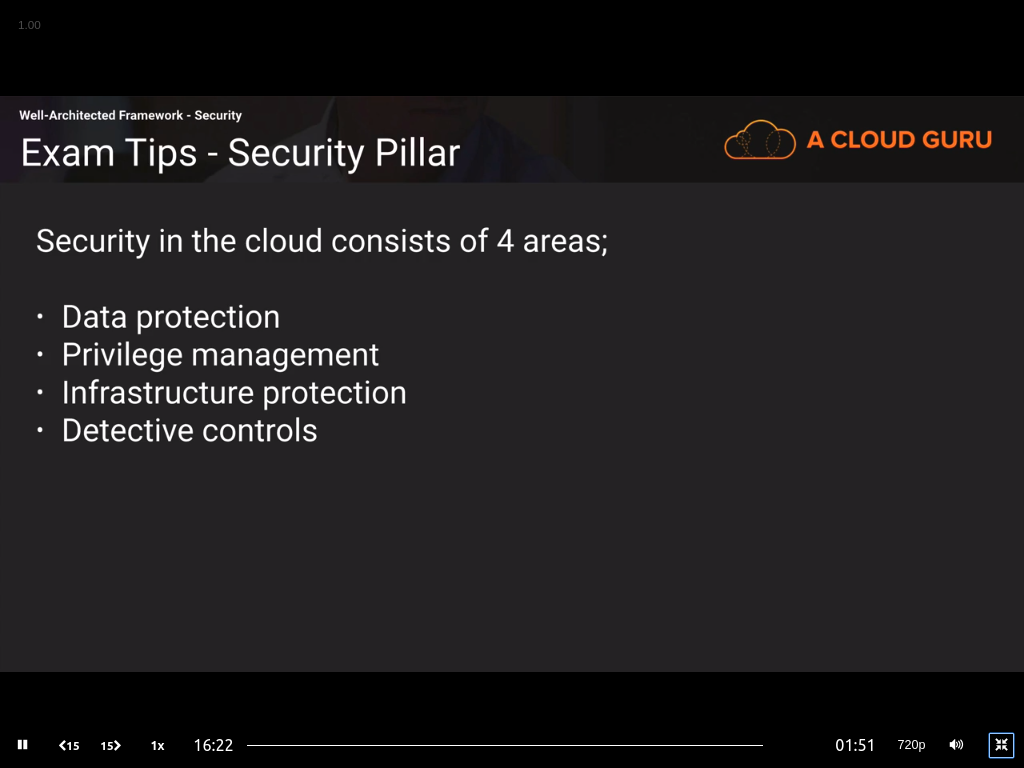 1.00
Well-Architected Framework - Security
Exam Tips - Security Pillar
A CLOUD GURU
Security in the cloud consists of 4 areas;
• Data protection
• Privilege management
• Infrastructure protection
• Detective controls
15 15 1x 16:22 01:51 720p